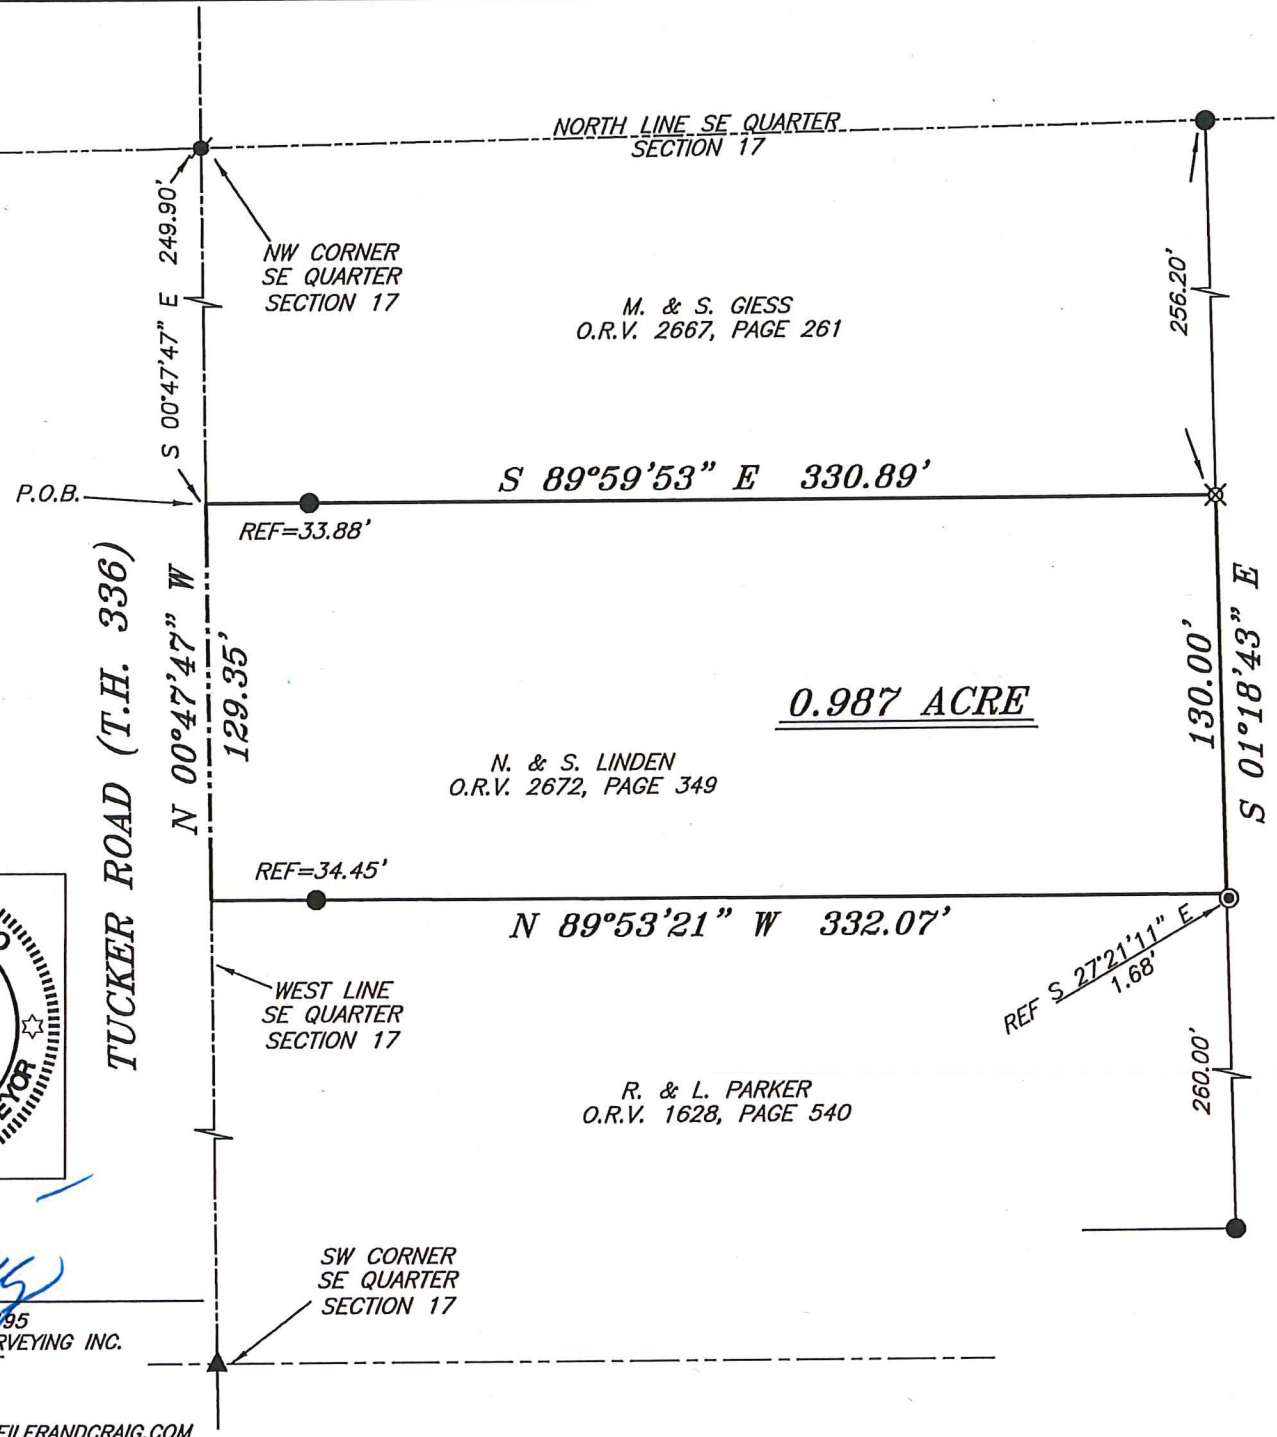 NORTH LINE SE QUARTER
SECTION 17
S 00°47'47" E 249.90'
NW CORNER
SE QUARTER
SECTION 17
M. & S. GIESS
O.R.V. 2667, PAGE 261
256.20'
P.O.B.
S 89°59'53" E 330.89'
REF=33.88'
TUCKER ROAD (T.H. 336)
N 00°47'47" W
129.35'
0.987 ACRE
130.00'
S 01°18'43" E
N. & S. LINDEN
O.R.V. 2672, PAGE 349
REF=34.45'
N 89°53'21" W 332.07'
REF S 27°21'11" E
1.68'
WEST LINE
SE QUARTER
SECTION 17
R. & L. PARKER
O.R.V. 1628, PAGE 540
260.00'
SW CORNER
SE QUARTER
SECTION 17
EYOR
95
RVEYING INC.
EILERANDCRAIG.COM